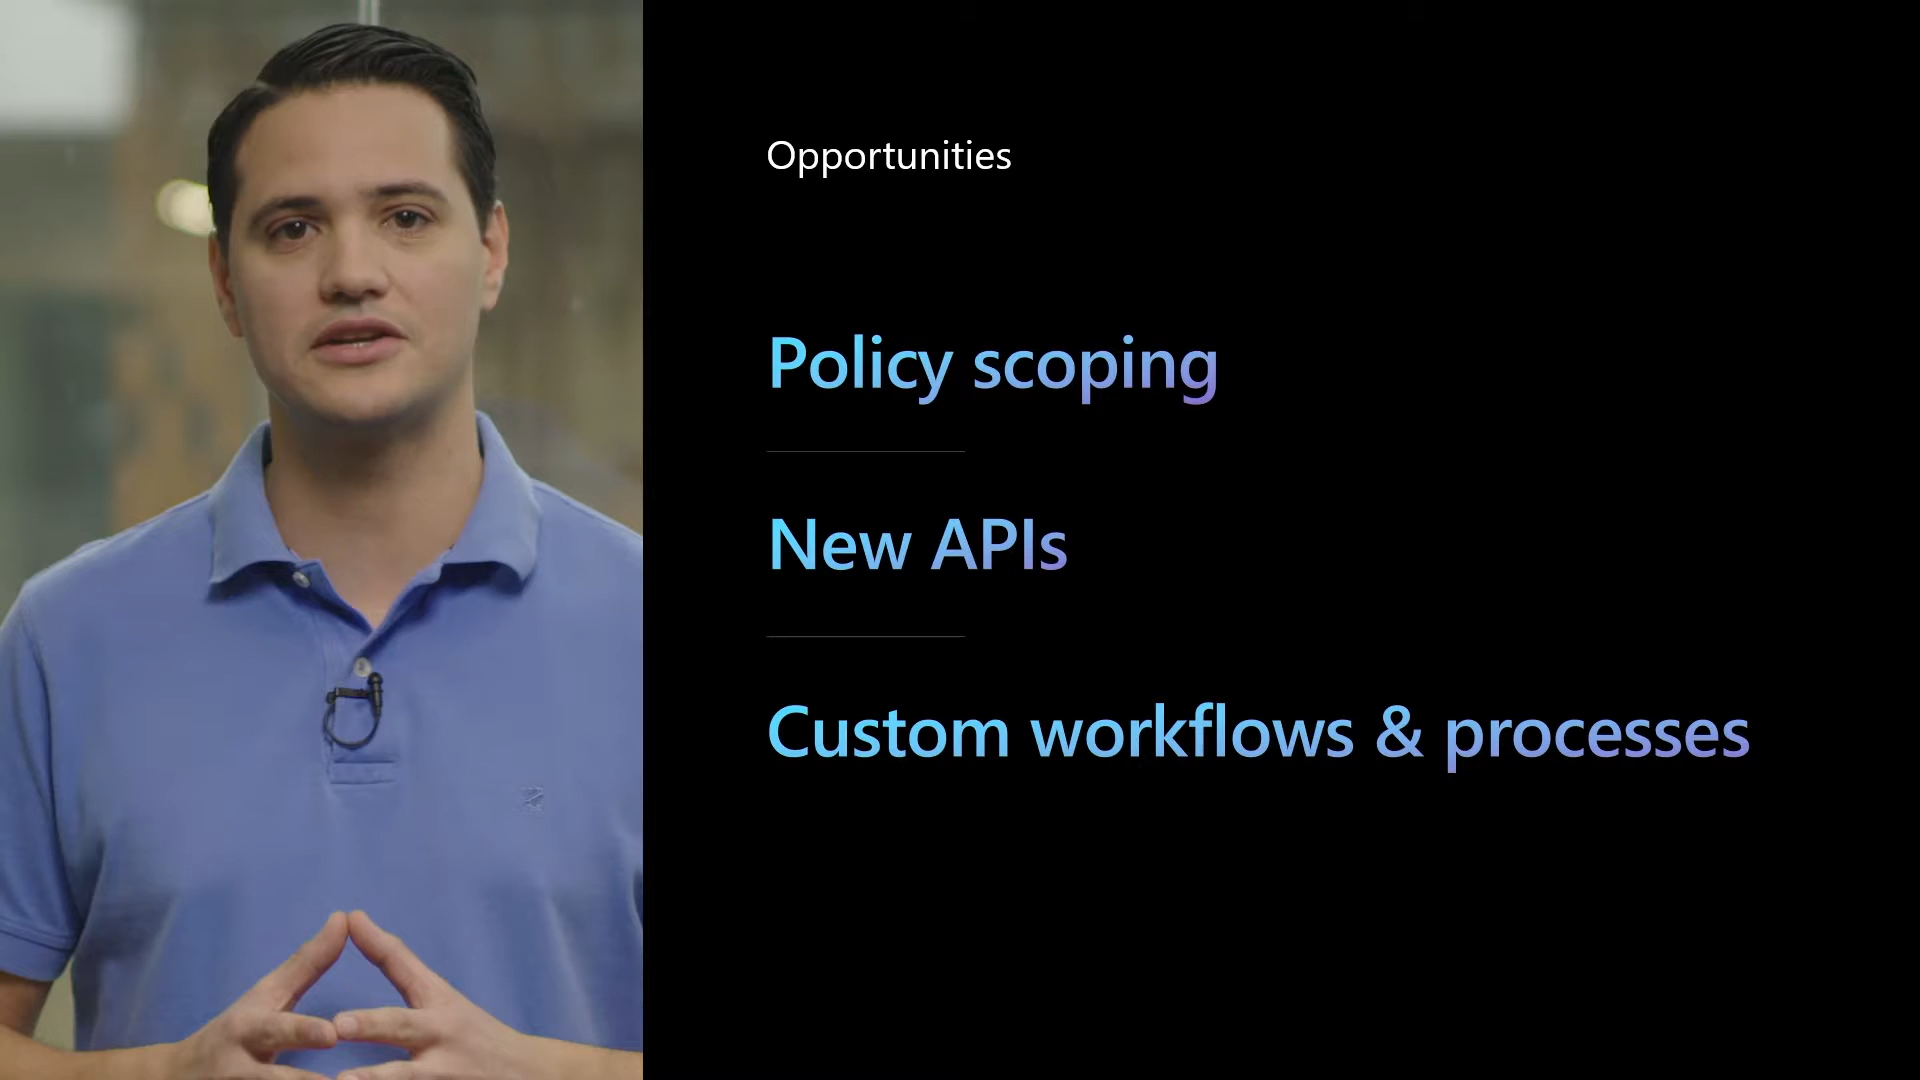 Opportunities
Policy scoping
New APIs
Custom workflows & processes